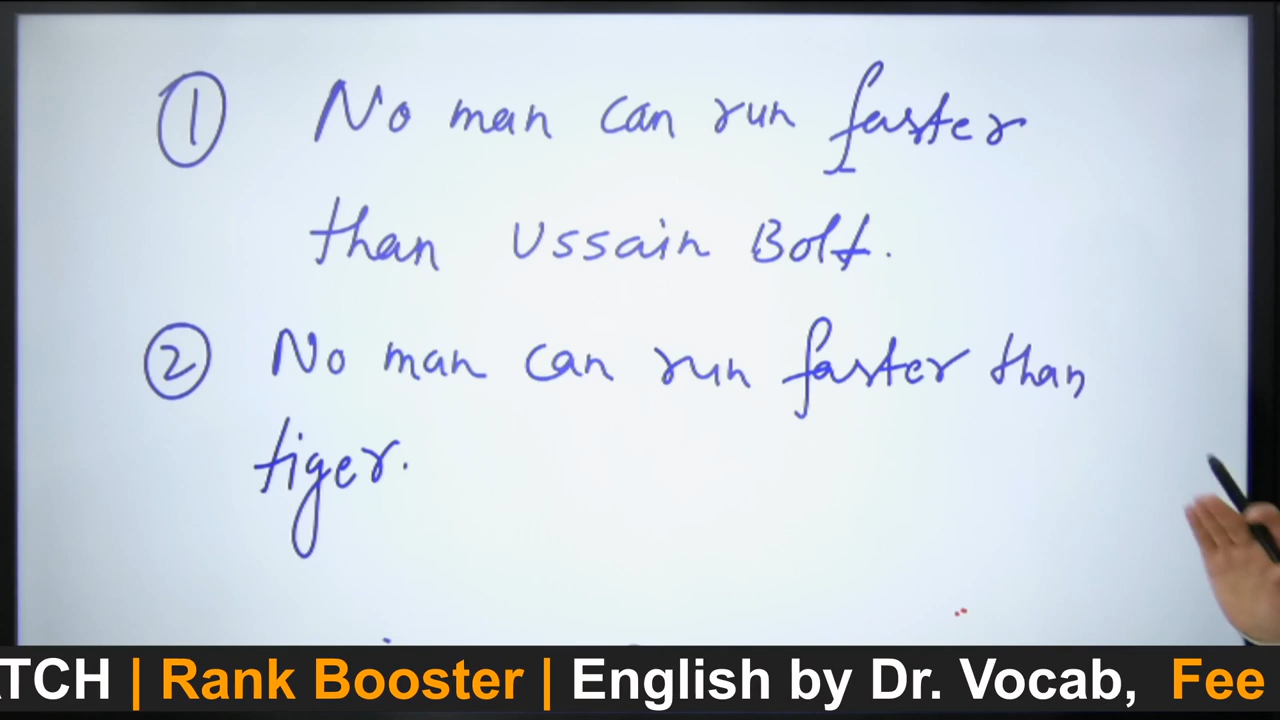 ① No man can run faster
than Ussain Bolt.
② No man can run faster than
tiger.
ATCH | Rank Booster | English by Dr. Vocab, Fee